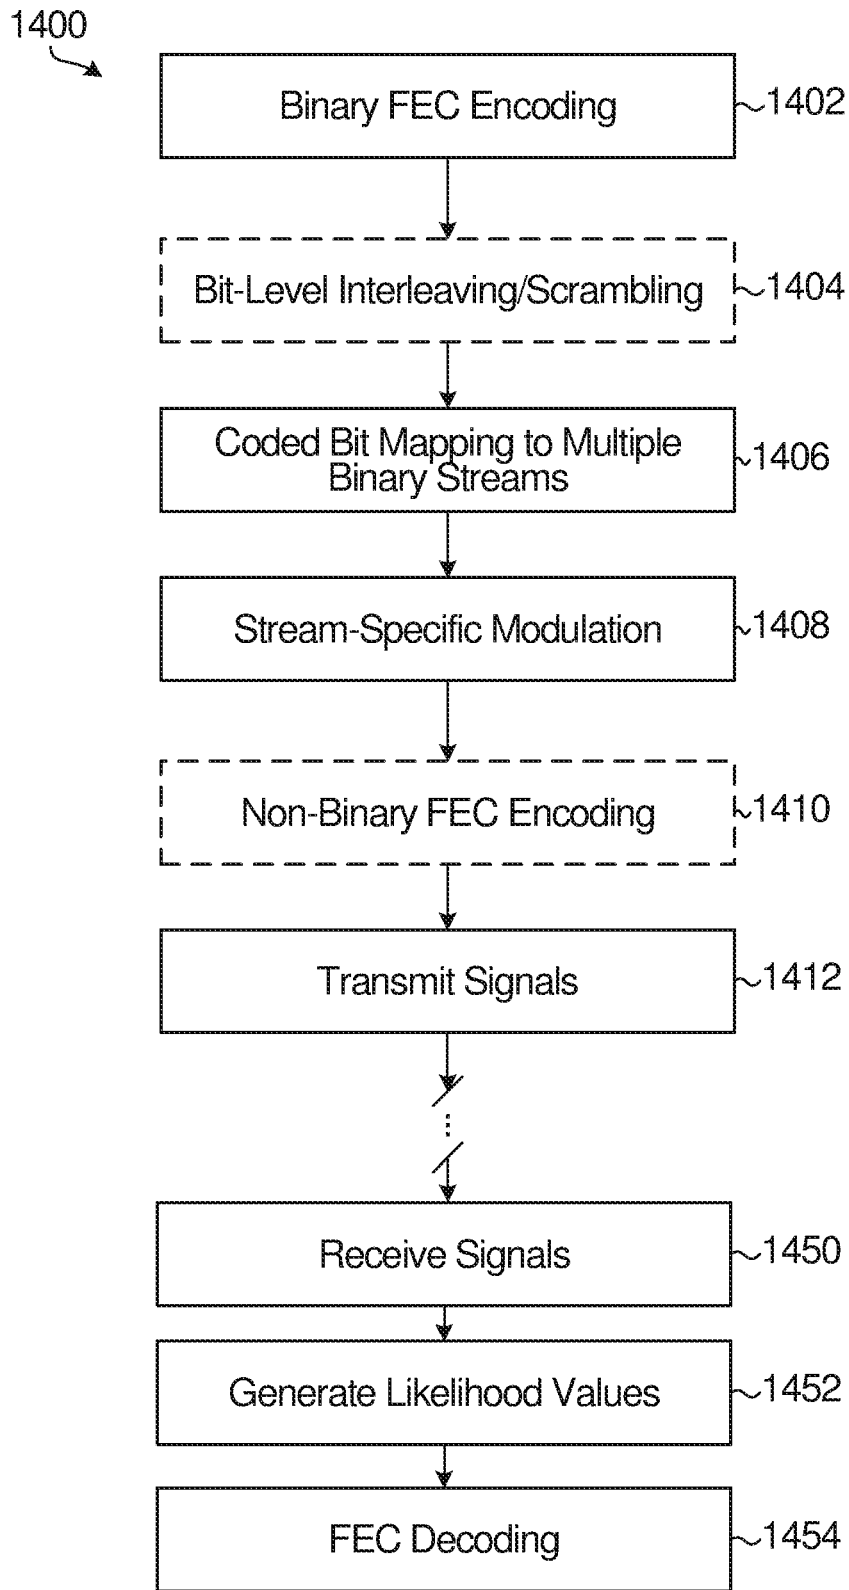 1400
Binary FEC Encoding
1402
Bit-Level Interleaving/Scrambling
1404
Coded Bit Mapping to Multiple
Binary Streams
1406
Stream-Specific Modulation
1408
Non-Binary FEC Encoding
1410
Transmit Signals
1412
Receive Signals
1450
Generate Likelihood Values
1452
FEC Decoding
1454